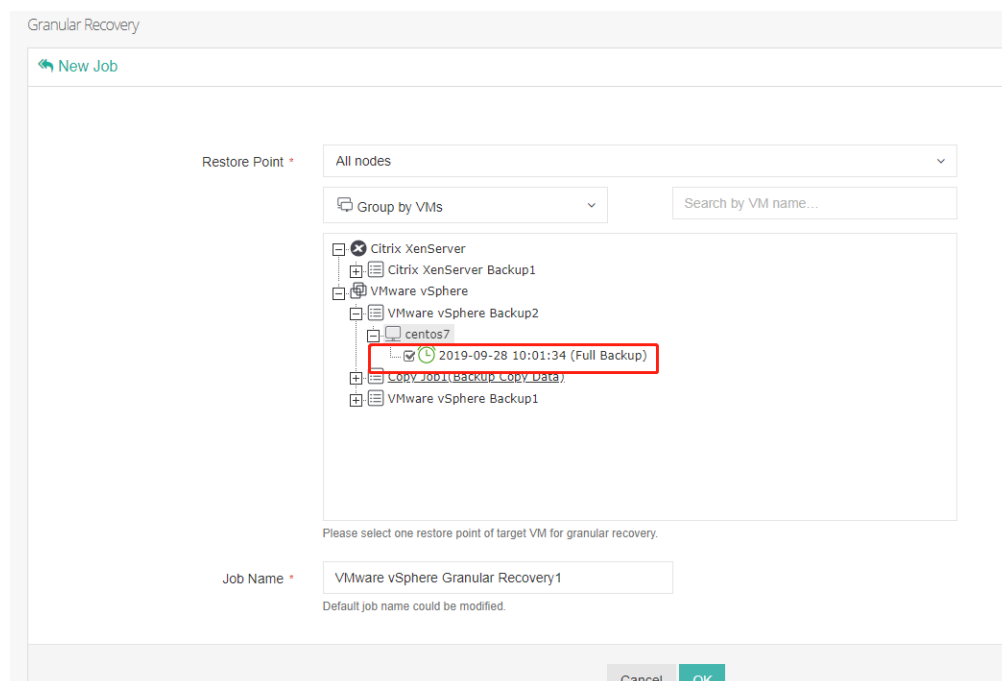 Granular Recovery
New Job
Restore Point *
All nodes
Group by VMs
Search by VM name...
Citrix XenServer
Citrix XenServer Backup1
VMware vSphere
VMware vSphere Backup2
centos7
2019-09-28 10:01:34 (Full Backup)
Copy Job1(Backup Copy Data)
VMware vSphere Backup1
Please select one restore point of target VM for granular recovery.
Job Name *
VMware vSphere Granular Recovery1
Default job name could be modified.
Cancel
OK